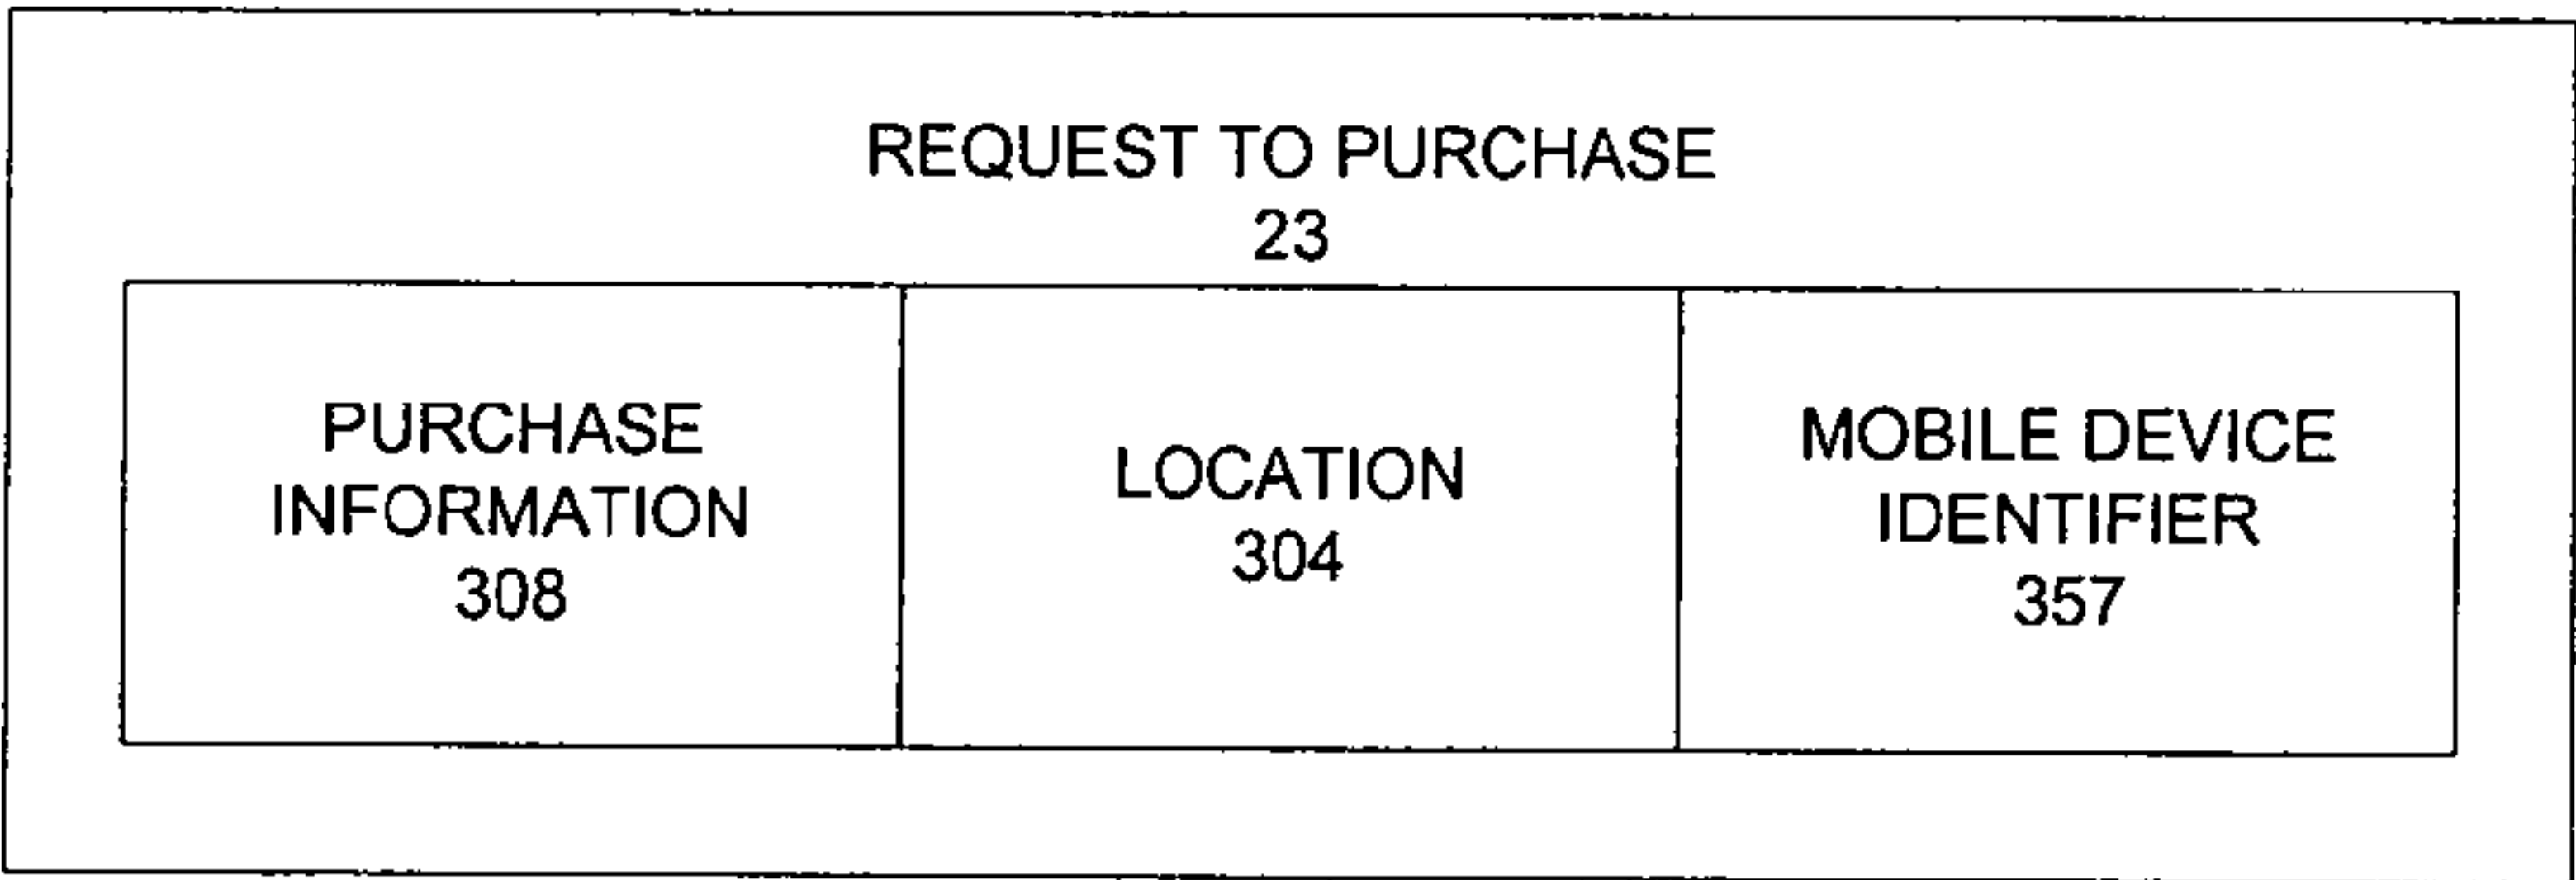 REQUEST TO PURCHASE
23
PURCHASE
INFORMATION
308
LOCATION
304
MOBILE DEVICE
IDENTIFIER
357